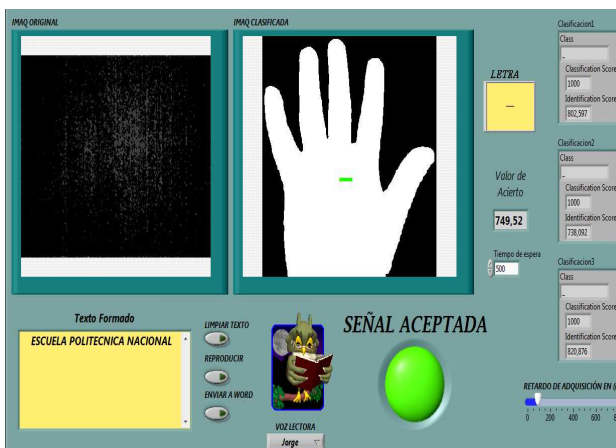 IMAQ ORIGINAL
IMAQ CLASIFICADA
LETRA
_
Valor de
Acierto
749,52
Tiempo de espera
500
Clasificacion1
Class
_
Classification Score
1000
Identification Score
802,597
Clasificacion2
Class
_
Classification Score
1000
Identification Score
738,092
Clasificacion3
Class
_
Classification Score
1000
Identification Score
820,876
Texto Formado
ESCUELA POLITECNICA NACIONAL
LIMPIAR TEXTO
REPRODUCIR
ENVIAR A WORD
VOZ LECTORA
Jorge
SEÑAL ACEPTADA
RETARDO DE ADQUISICIÓN EN
0 200 400 600